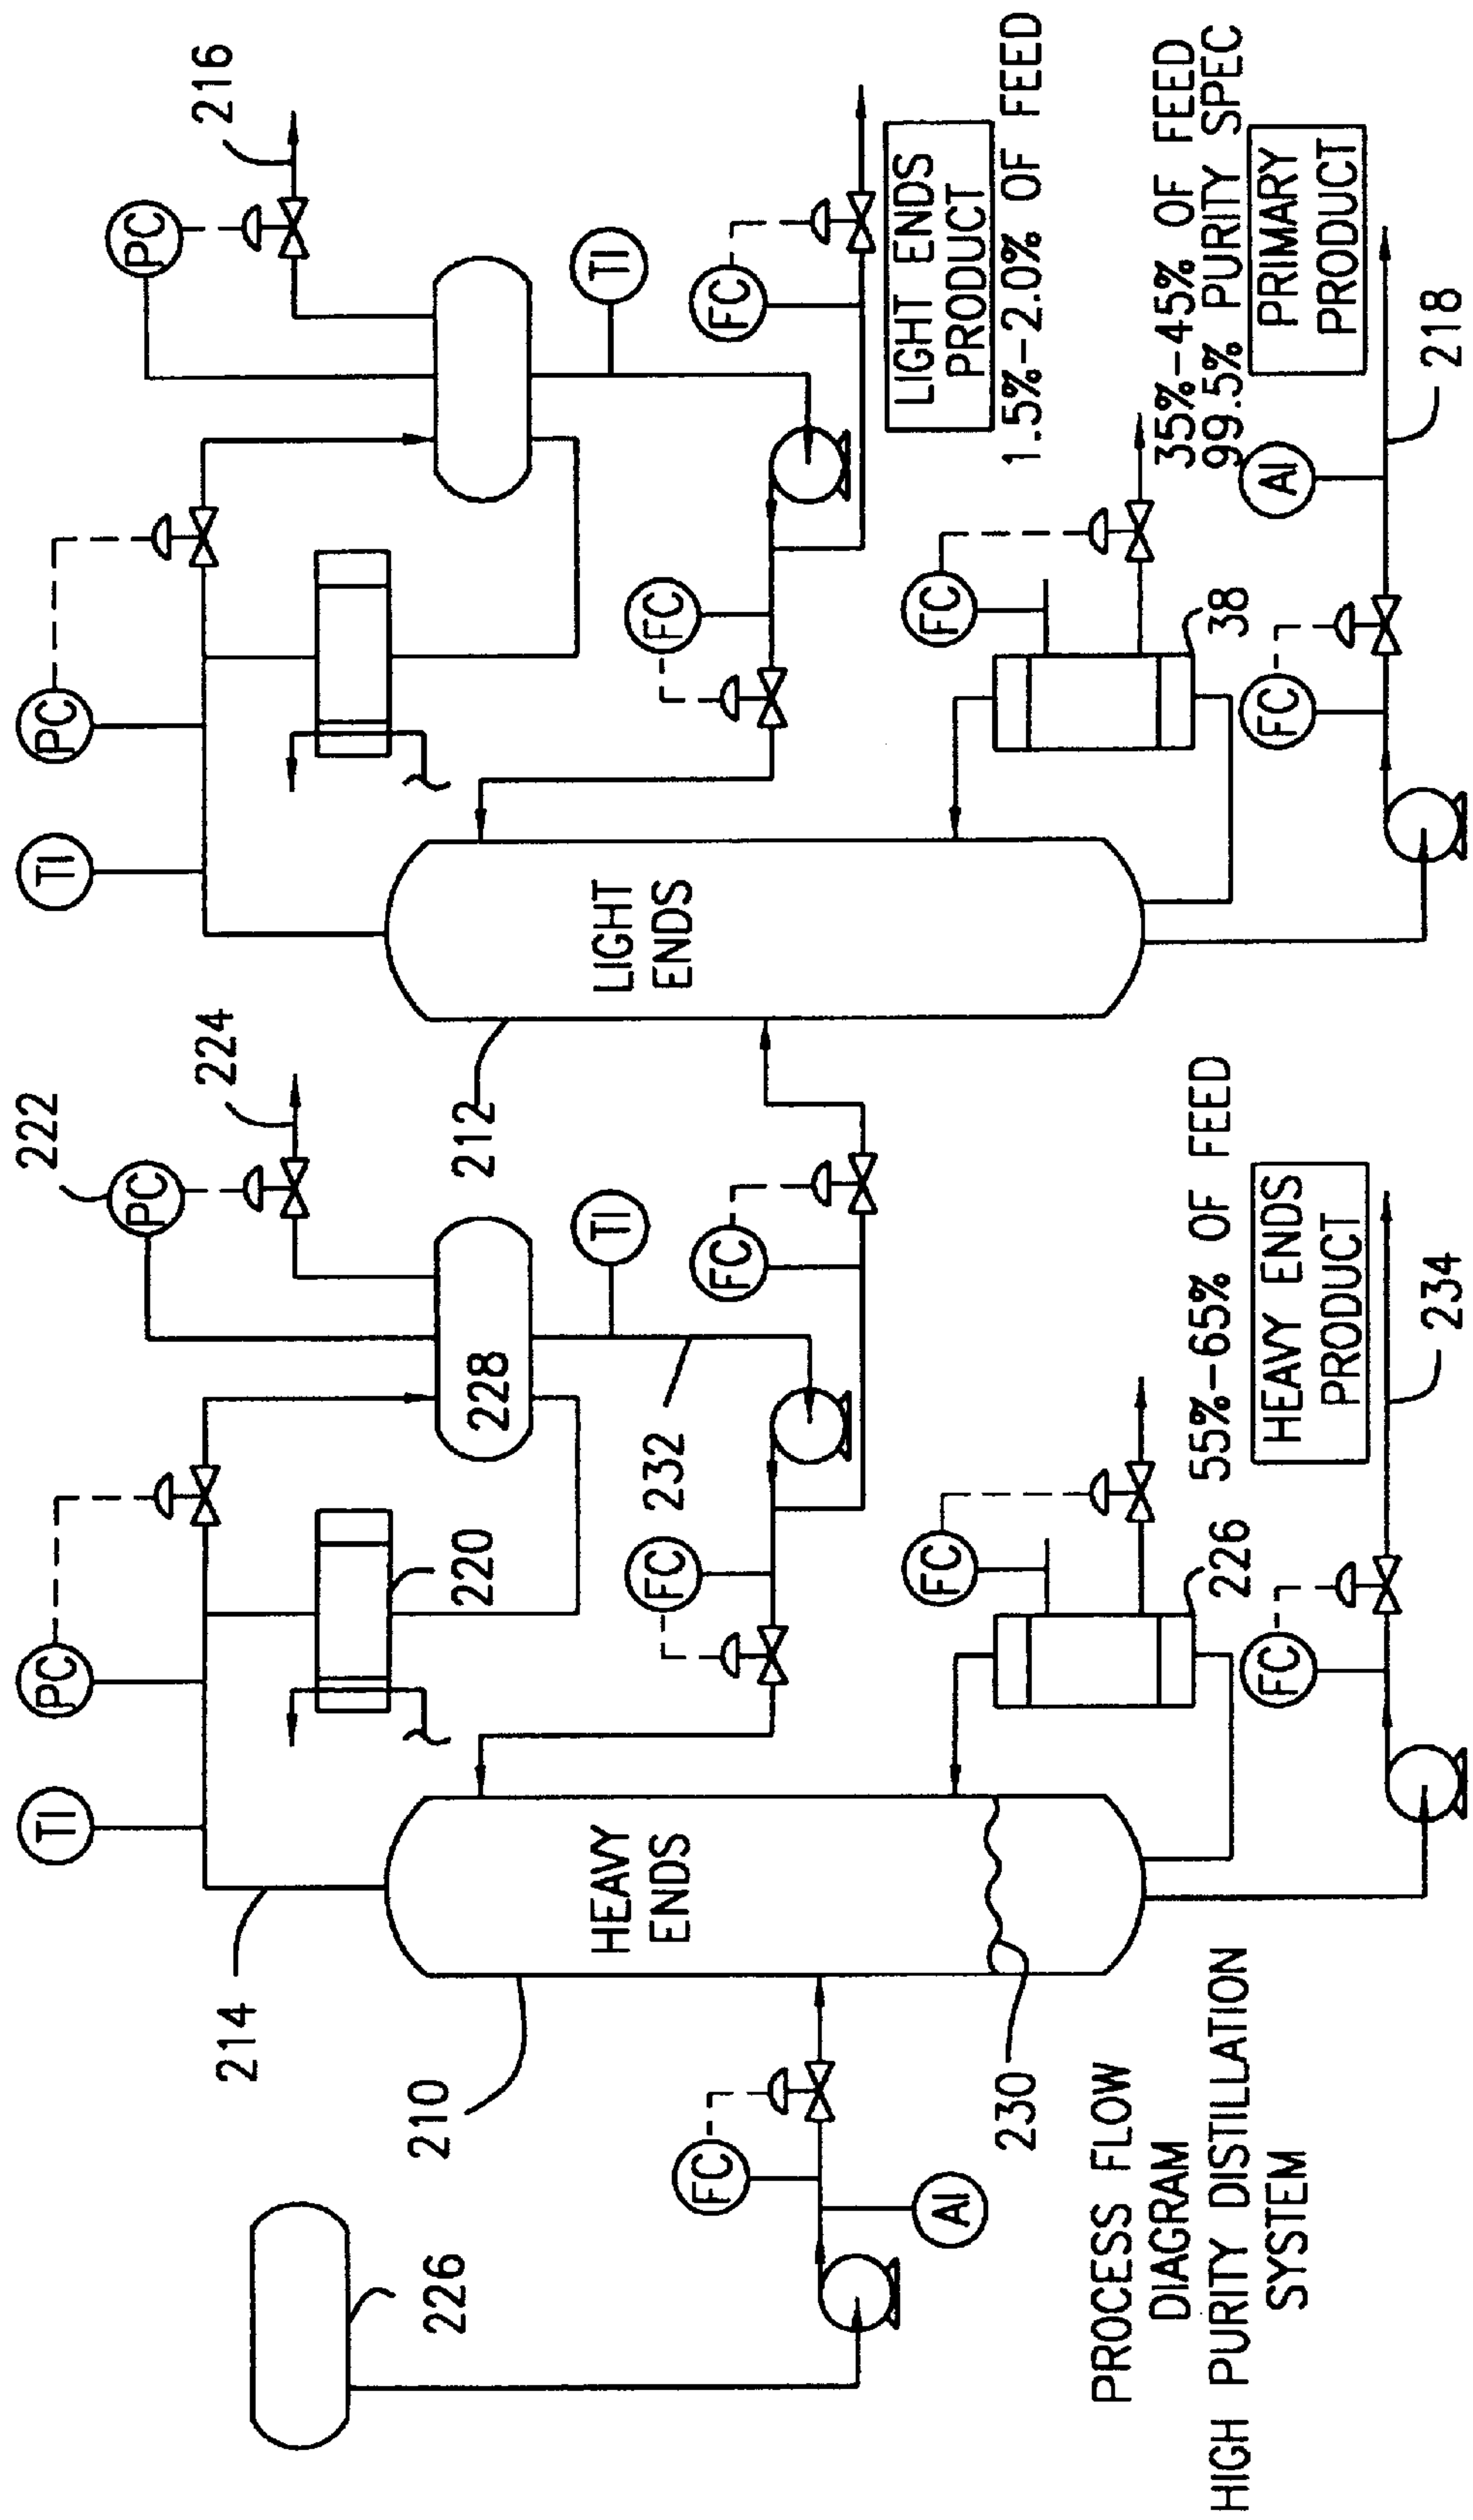 222
PC
224
216
PC
TI
PC
TI
PC
214
220
228
TI
TI
212
210
HEAVY
ENDS
LIGHT
ENDS
226
232
FC
FC
FC
FC
FC
AI
LIGHT ENDS
PRODUCT
1.5%-2.0% OF FEED
230
FC
226
FC
38
55%-65% OF FEED
35%-45% OF FEED
99.5% PURITY SPEC
FC
HEAVY ENDS
PRODUCT
FC
AI
PRIMARY
PRODUCT
234
218
PROCESS FLOW
DIAGRAM
HIGH PURITY DISTILLATION
SYSTEM